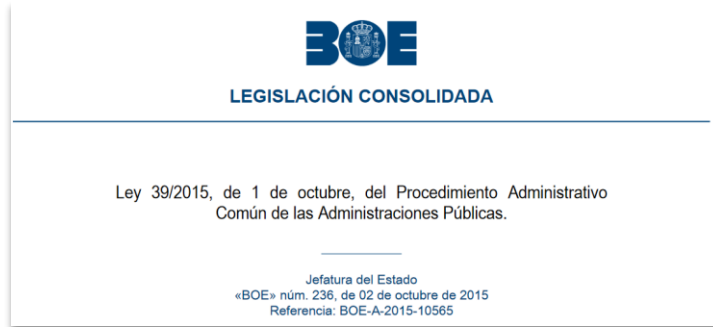 BOE
LEGISLACIÓN CONSOLIDADA
Ley 39/2015, de 1 de octubre, del Procedimiento Administrativo
Común de las Administraciones Públicas.
Jefatura del Estado
«BOE» núm. 236, de 02 de octubre de 2015
Referencia: BOE-A-2015-10565